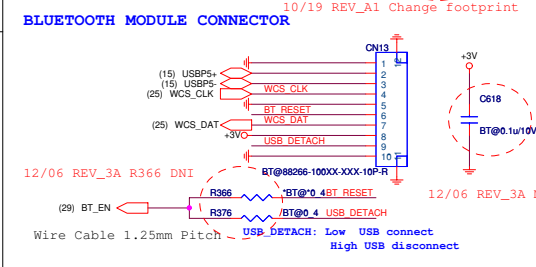 10/19 REV_A1 Change footprint
BLUETOOTH MODULE CONNECTOR
CN13
+3V
(15) USBP5+
(15) USBP5-
(25) WCS_CLK
WCS_CLK
BT_RESET
(25) WCS_DAT
WCS_DAT
+3V
USB_DETACH
1
2
3
4
5
6
7
8
9
10
C618
BT@0.1u/10V
BT@88266-100XX-XXX-10P-R
12/06 REV_3A R366 DNI
R366
*BT@*0_4
BT_RESET
12/06 REV_3A
(29) BT_EN
R376
BT@0_4
USB_DETACH
Wire Cable 1.25mm Pitch
USB_DETACH: Low USB connect
High USB disconnect